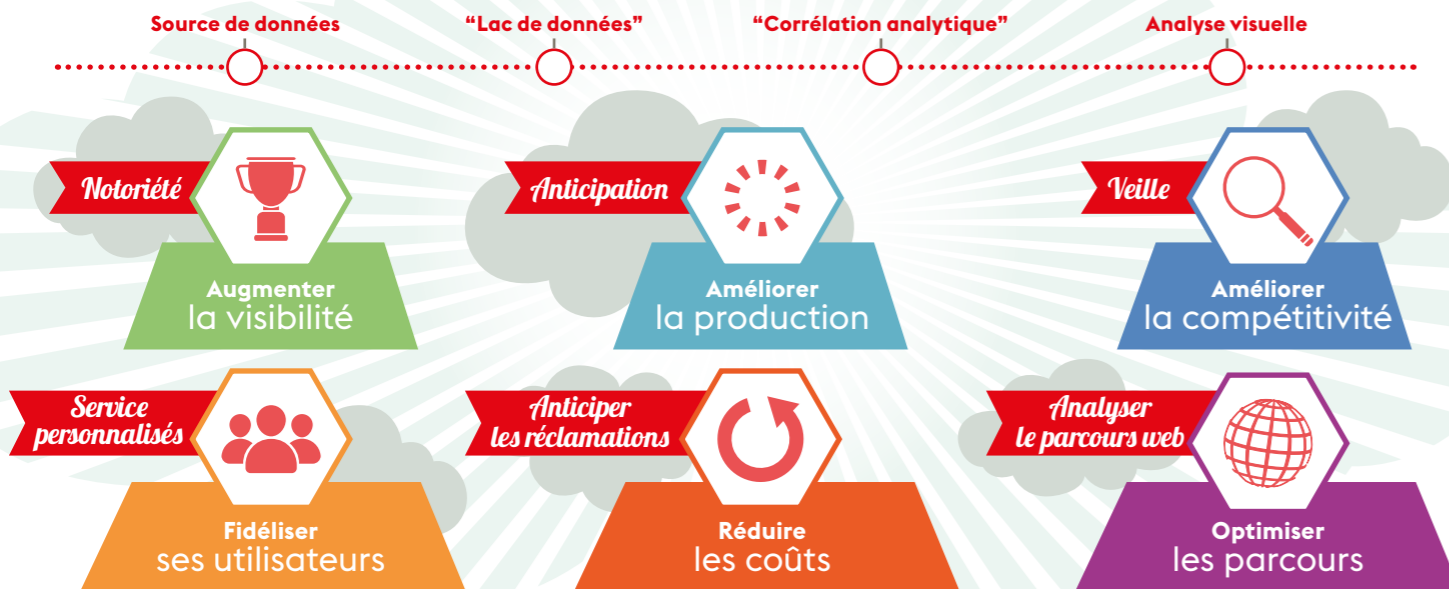 Source de données
“Lac de données”
“Corrélation analytique”
Analyse visuelle
Notoriété
Augmenter
la visibilité
Anticipation
Améliorer
la production
Veille
Améliorer
la compétitivité
Service
personnalisés
Fidéliser
ses utilisateurs
Anticiper
les réclamations
Réduire
les coûts
Analyser
le parcours web
Optimiser
les parcours